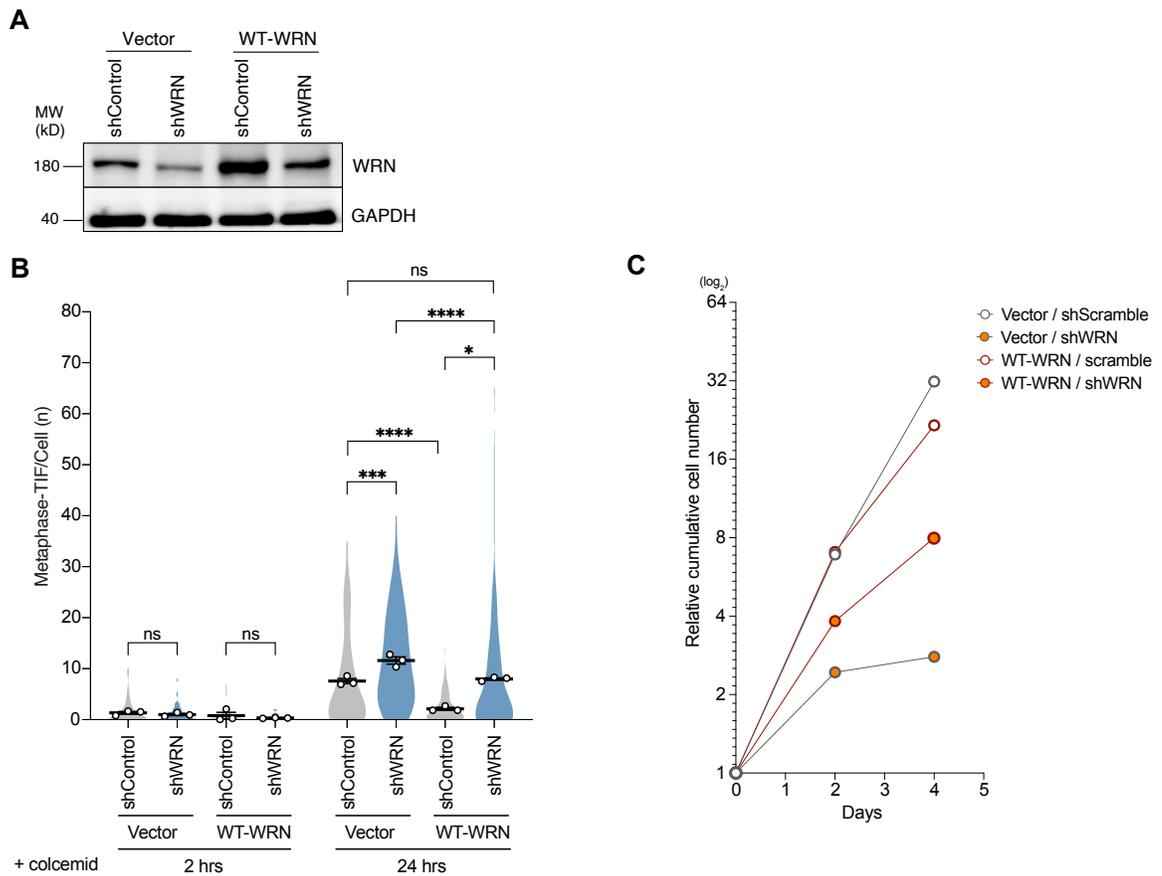 A
Vector
WT-WRN
shControl
shWRN
shControl
shWRN
MW
(kD)
180
WRN
40
GAPDH
B
ns
****
*
****
***
ns
ns
80
70
60
50
40
30
20
10
0
Metaphase-TIF/Cell (n)
shControl
shWRN
shControl
shWRN
shControl
shWRN
shControl
shWRN
Vector
WT-WRN
Vector
WT-WRN
+ colcemid
2 hrs
24 hrs
C
(log2)
64
32
16
8
4
2
1
Relative cumulative cell number
0
1
2
3
4
5
Days
Vector / shScramble
Vector / shWRN
WT-WRN / scramble
WT-WRN / shWRN